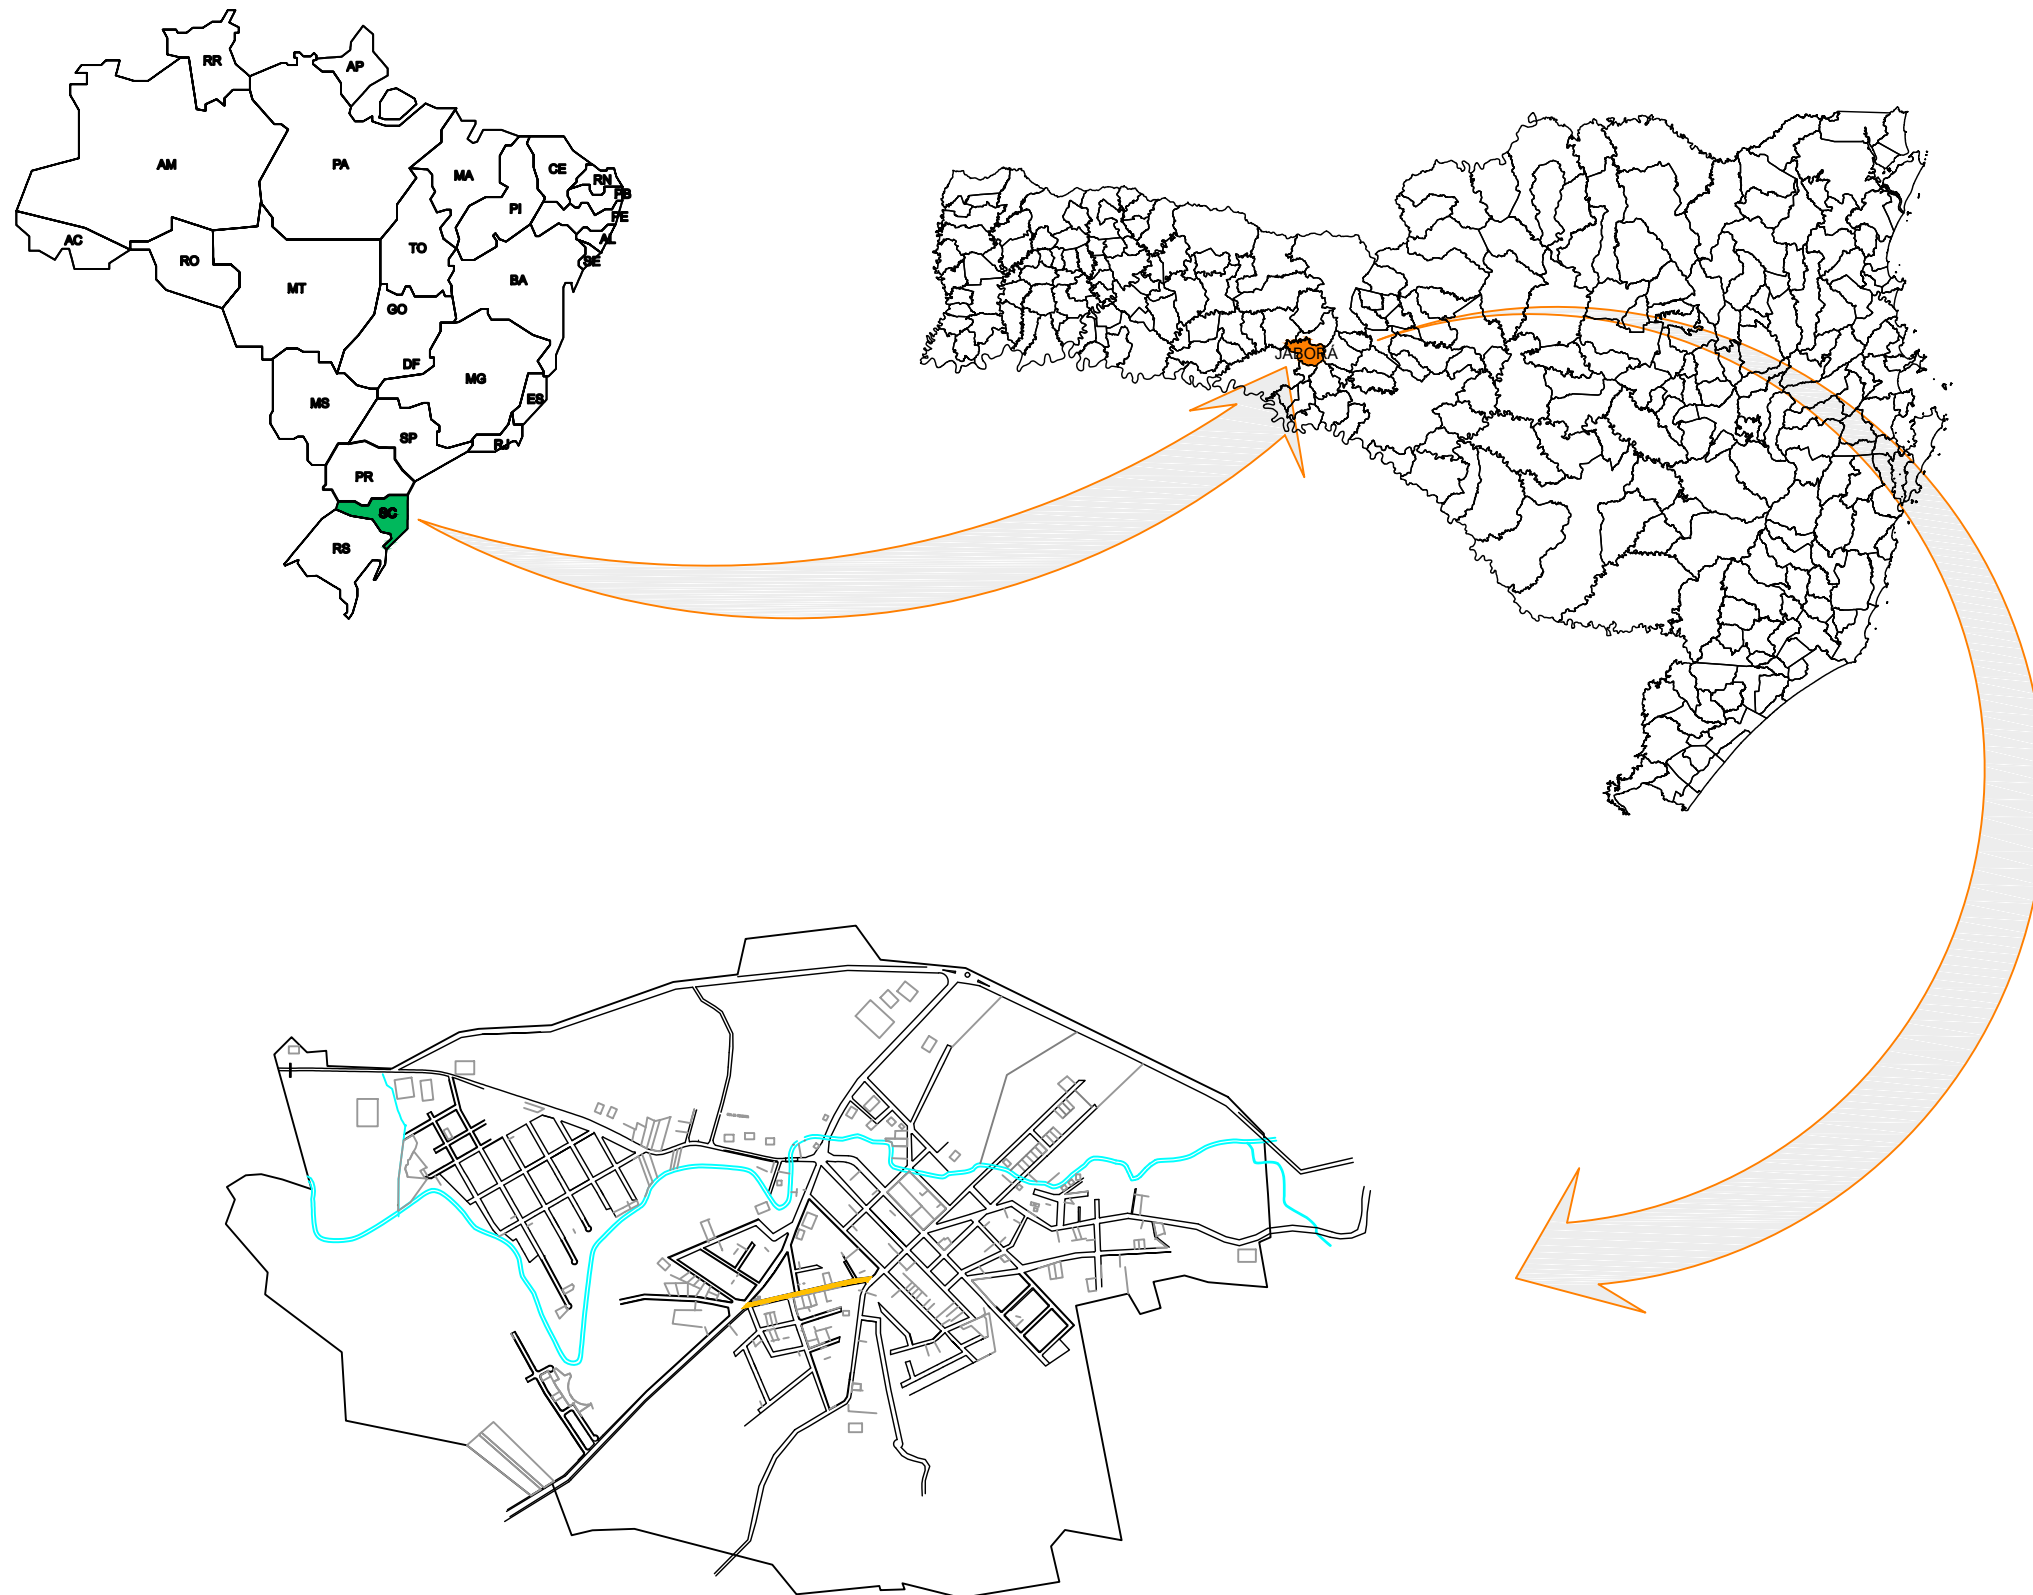 RR
AP
AM
PA
MA
CE
RN
PB
PI
PE
AC
TO
AL
RO
SE
MT
BA
GO
DF
MG
MS
ES
SP
RJ
PR
SC
RS
JABORÁ